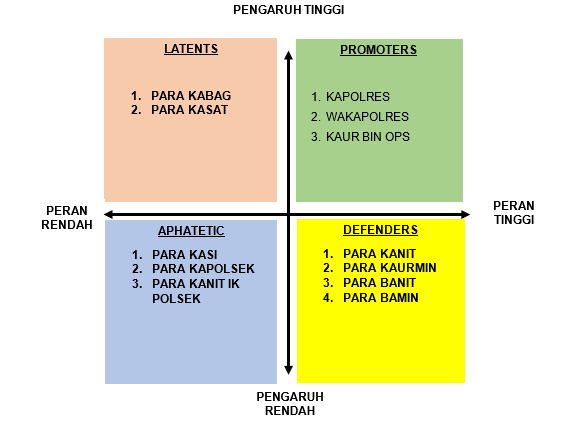 PENGARUH TINGGI
LATENTS
1. PARA KABAG
2. PARA KASAT
PROMOTERS
1. KAPOLRES
2. WAKAPOLRES
3. KAUR BIN OPS
PERAN
RENDAH
PERAN
TINGGI
APHATETIC
1. PARA KASI
2. PARA KAPOLSEK
3. PARA KANIT IK
POLSEK
DEFENDERS
1. PARA KANIT
2. PARA KAURMIN
3. PARA BANIT
4. PARA BAMIN
PENGARUH
RENDAH